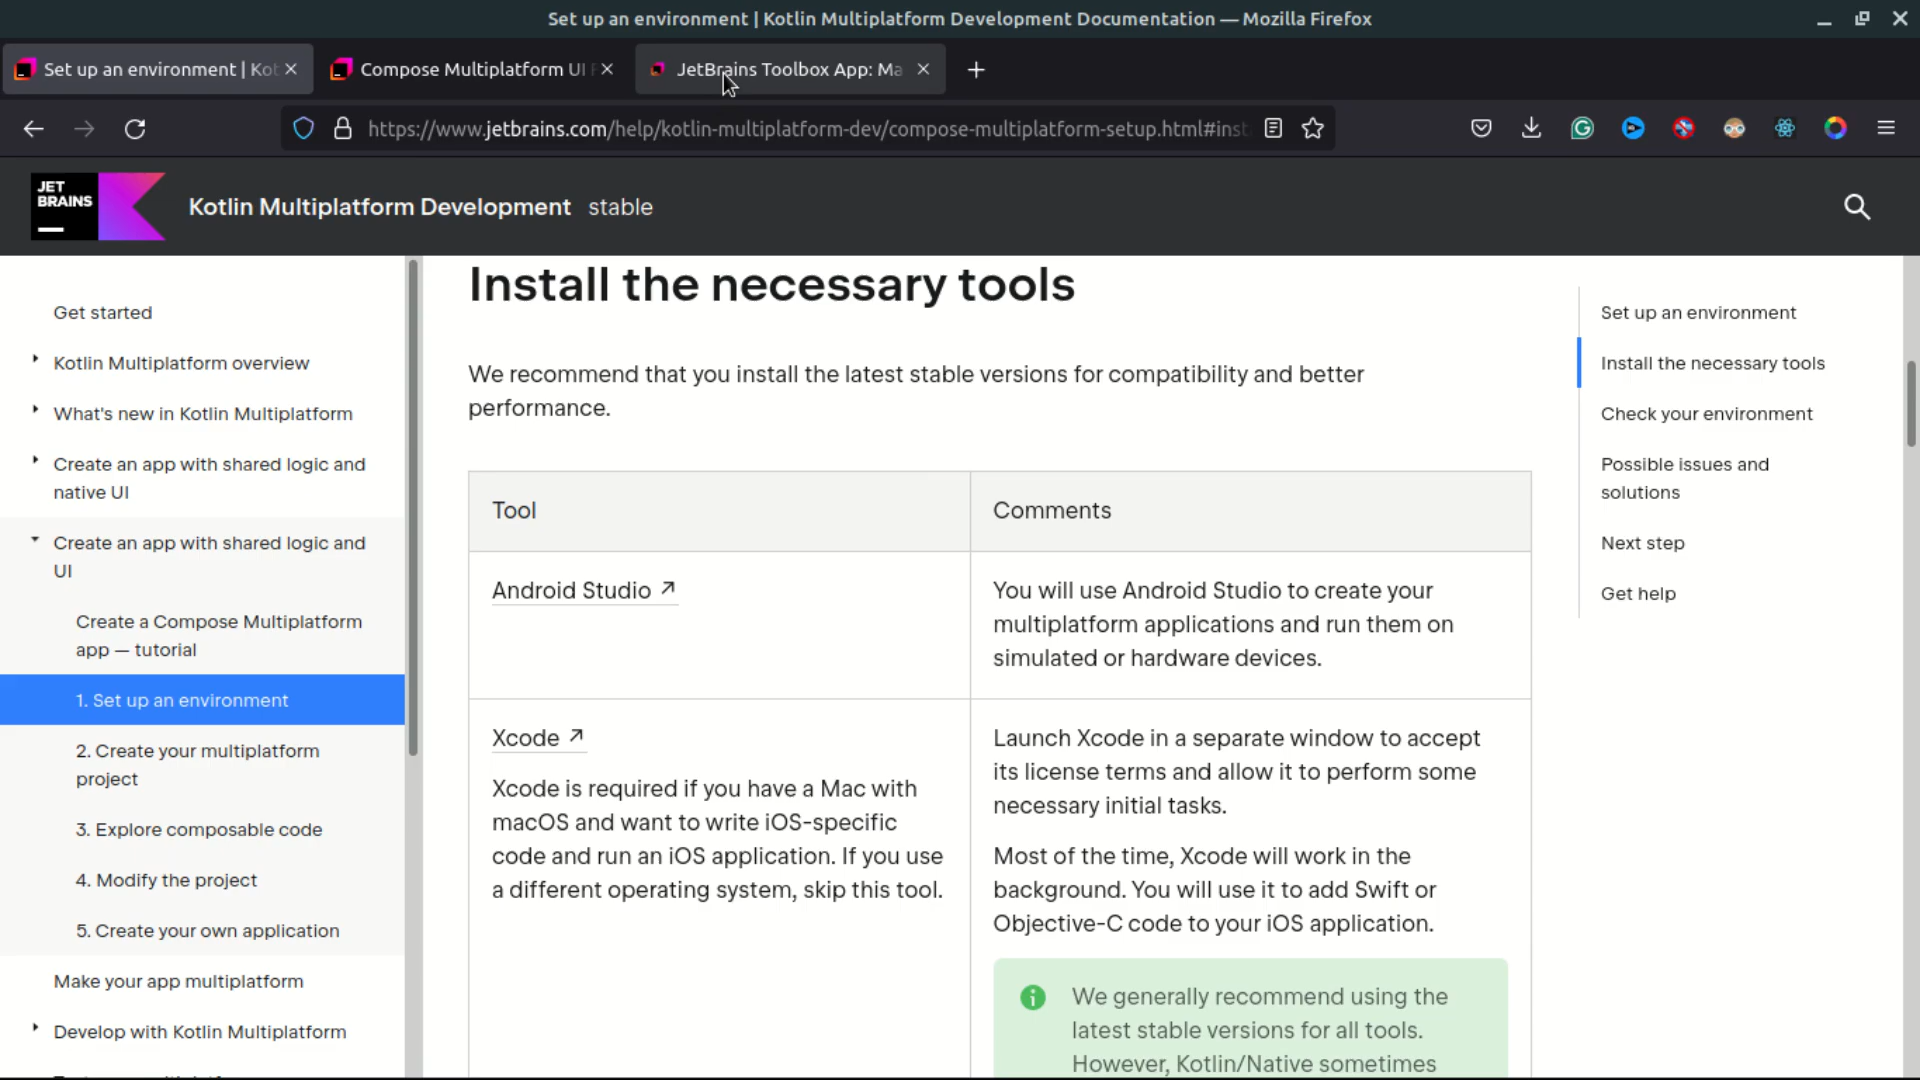 Set up an environment | Kotlin Multiplatform Development Documentation — Mozilla Firefox
Set up an environment | Kot
Compose Multiplatform UI F
JetBrains Toolbox App: Ma
https://www.jetbrains.com/help/kotlin-multiplatform-dev/compose-multiplatform-setup.html#inst
JET
BRAINS
Kotlin Multiplatform Development stable
Get started
Kotlin Multiplatform overview
What's new in Kotlin Multiplatform
Create an app with shared logic and
native UI
Create an app with shared logic and
UI
Create a Compose Multiplatform
app — tutorial
1. Set up an environment
2. Create your multiplatform
project
3. Explore composable code
4. Modify the project
5. Create your own application
Make your app multiplatform
Develop with Kotlin Multiplatform
Install the necessary tools
We recommend that you install the latest stable versions for compatibility and better
performance.
Tool
Comments
Android Studio ↗
You will use Android Studio to create your
multiplatform applications and run them on
simulated or hardware devices.
Xcode ↗
Xcode is required if you have a Mac with
macOS and want to write iOS-specific
code and run an iOS application. If you use
a different operating system, skip this tool.
Launch Xcode in a separate window to accept
its license terms and allow it to perform some
necessary initial tasks.
Most of the time, Xcode will work in the
background. You will use it to add Swift or
Objective-C code to your iOS application.
We generally recommend using the
latest stable versions for all tools.
However, Kotlin/Native sometimes
Set up an environment
Install the necessary tools
Check your environment
Possible issues and
solutions
Next step
Get help